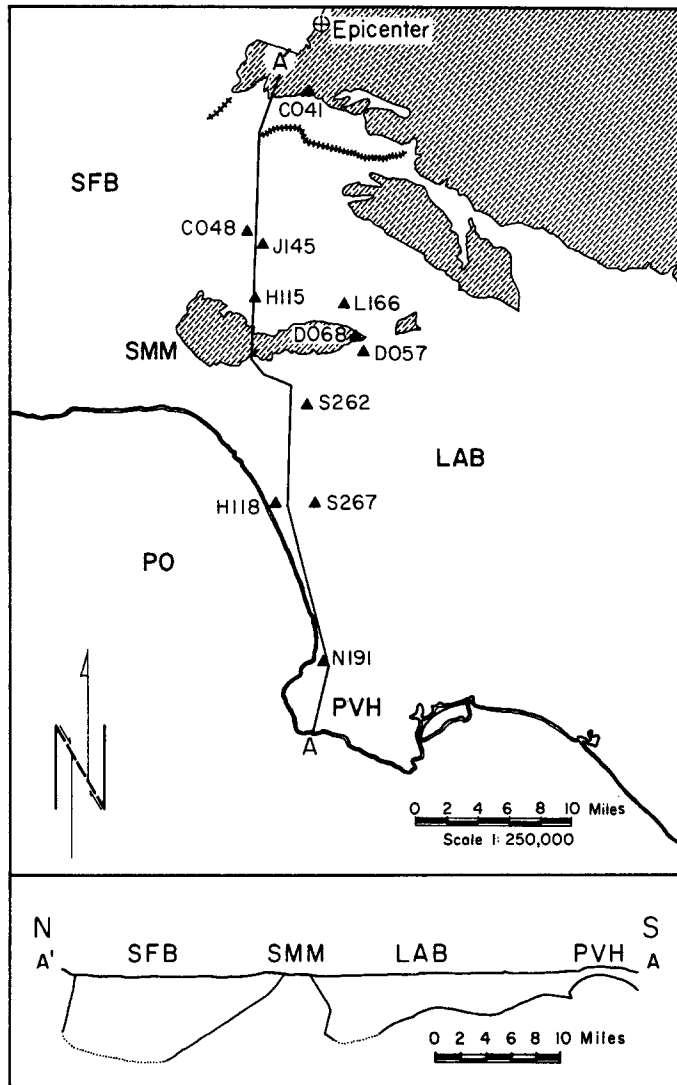 Epicenter
A
C041
SFB
C048
J145
H115
L166
D068
SMM
D057
S262
LAB
H118
S267
PO
N191
PVH
A
N
0 2 4 6 8 10 Miles
Scale 1: 250,000
N S
A' SFB SMM LAB PVH A
0 2 4 6 8 10 Miles